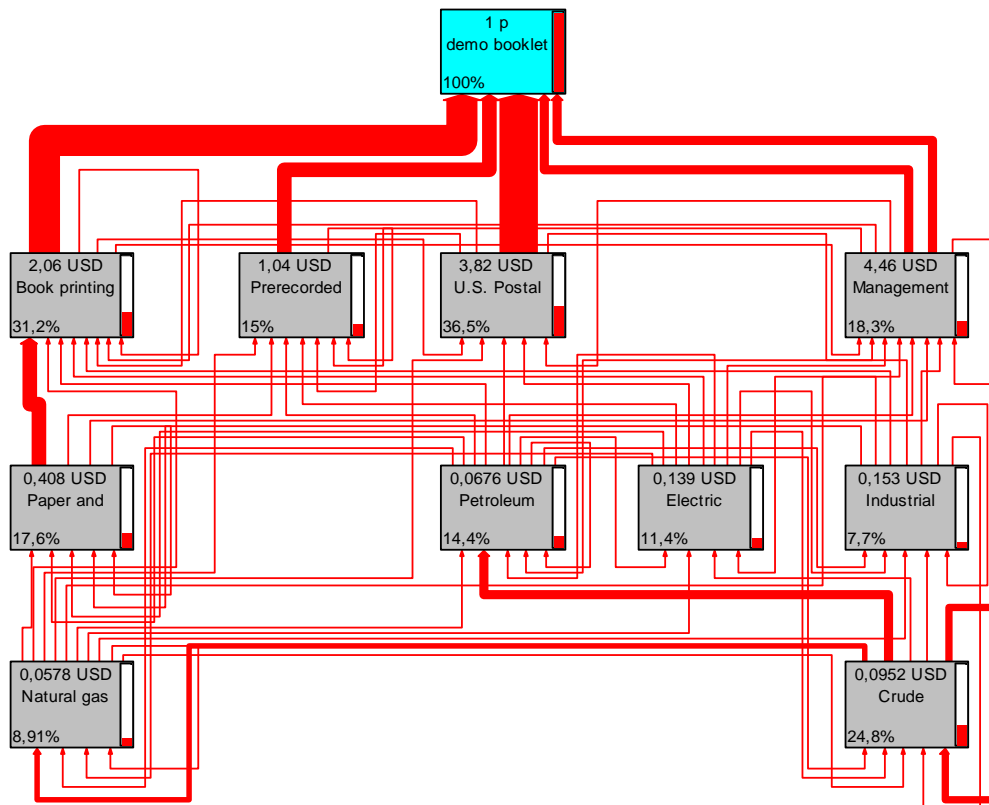 1 p
demo booklet
100%
2,06 USD
Book printing
31,2%
1,04 USD
Prerecorded
15%
3,82 USD
U.S. Postal
36,5%
4,46 USD
Management
18,3%
0,408 USD
Paper and
17,6%
0,0676 USD
Petroleum
14,4%
0,139 USD
Electric
11,4%
0,153 USD
Industrial
7,7%
0,0578 USD
Natural gas
8,91%
0,0952 USD
Crude
24,8%